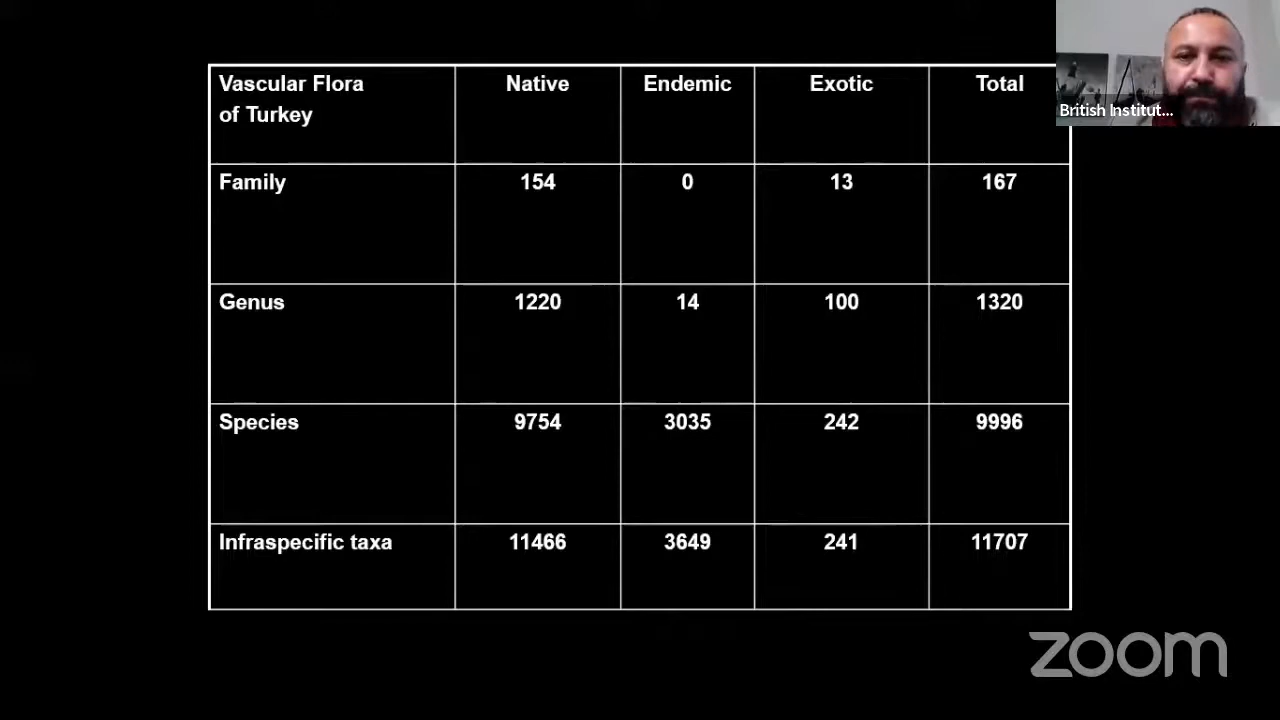 Vascular Flora
of Turkey
Native
Endemic
Exotic
Total
British Institut...
Family
154
0
13
167
Genus
1220
14
100
1320
Species
9754
3035
242
9996
Infraspecific taxa
11466
3649
241
11707
zoom